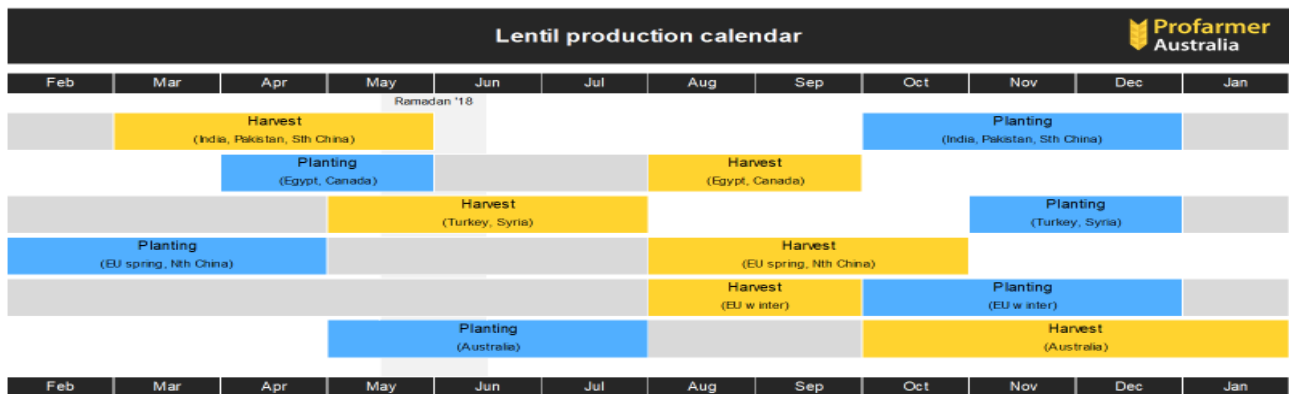 Lentil production calendar
Profarmer
Australia
Feb Mar Apr May Jun Jul Aug Sep Oct Nov Dec Jan
Ramadan '18
Harvest
(India, Pakistan, Sth China)
Planting
(India, Pakistan, Sth China)
Planting
(Egypt, Canada)
Harvest
(Egypt, Canada)
Harvest
(Turkey, Syria)
Planting
(Turkey, Syria)
Planting
(EU spring, Nth China)
Harvest
(EU spring, Nth China)
Harvest
(EU winter)
Planting
(EU winter)
Planting
(Australia)
Harvest
(Australia)
Feb Mar Apr May Jun Jul Aug Sep Oct Nov Dec Jan